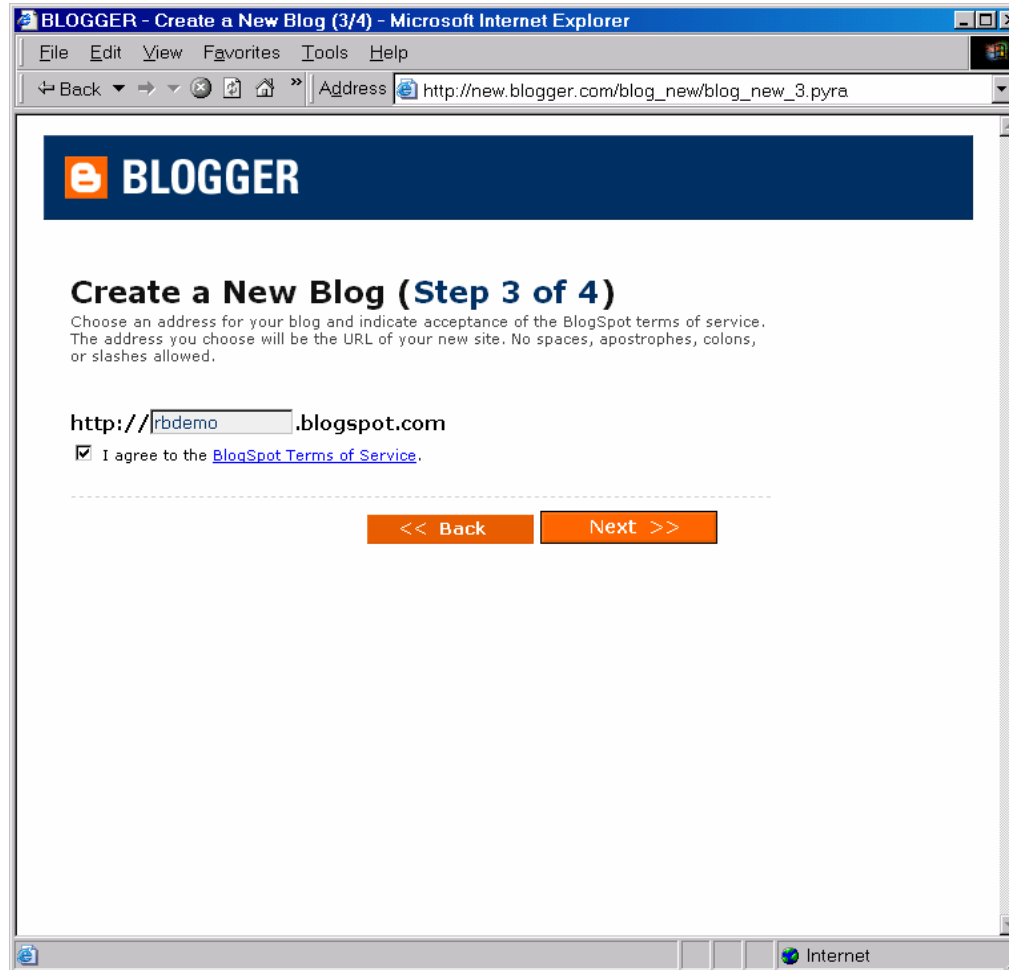 BLOGGER - Create a New Blog (3/4) - Microsoft Internet Explorer
File Edit View Favorites Tools Help
Back » Address http://new.blogger.com/blog_new/blog_new_3.pyra
BLOGGER
Create a New Blog (Step 3 of 4)
Choose an address for your blog and indicate acceptance of the BlogSpot terms of service.
The address you choose will be the URL of your new site. No spaces, apostrophes, colons,
or slashes allowed.
http://rbdemo.blogspot.com
I agree to the BlogSpot Terms of Service.
<< Back Next >>
Internet